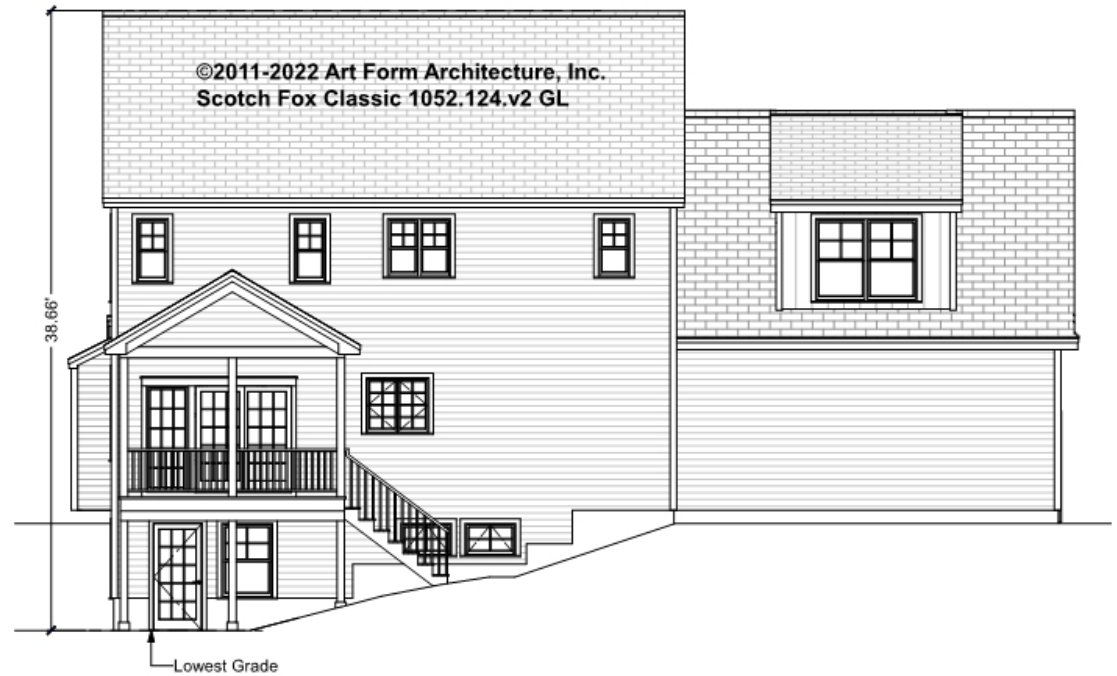 ©2011-2022 Art Form Architecture, Inc.
Scotch Fox Classic 1052.124.v2 GL
38.66'
Lowest Grade